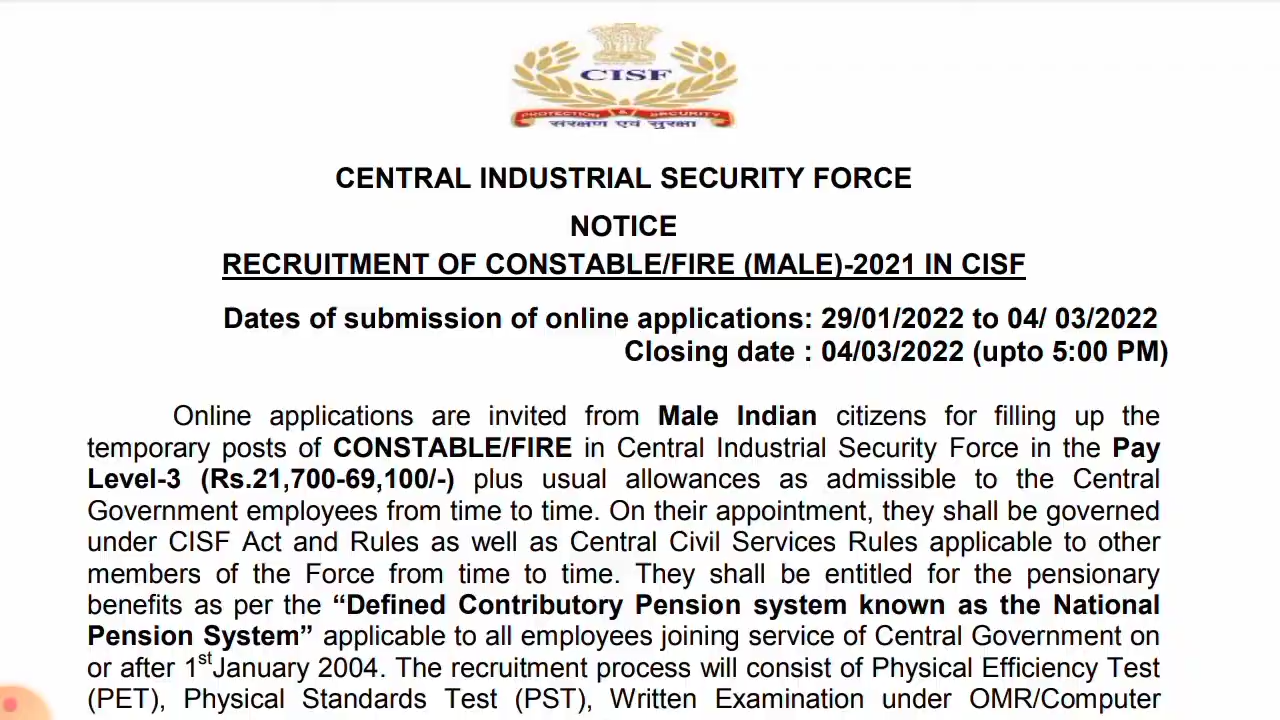 CISF
PROTECTION & SECURITY
संरक्षण एवं सुरक्षा
CENTRAL INDUSTRIAL SECURITY FORCE
NOTICE
RECRUITMENT OF CONSTABLE/FIRE (MALE)-2021 IN CISF
Dates of submission of online applications: 29/01/2022 to 04/ 03/2022
Closing date : 04/03/2022 (upto 5:00 PM)
Online applications are invited from Male Indian citizens for filling up the
temporary posts of CONSTABLE/FIRE in Central Industrial Security Force in the Pay
Level-3 (Rs.21,700-69,100/-) plus usual allowances as admissible to the Central
Government employees from time to time. On their appointment, they shall be governed
under CISF Act and Rules as well as Central Civil Services Rules applicable to other
members of the Force from time to time. They shall be entitled for the pensionary
benefits as per the “Defined Contributory Pension system known as the National
Pension System” applicable to all employees joining service of Central Government on
or after 1stJanuary 2004. The recruitment process will consist of Physical Efficiency Test
(PET), Physical Standards Test (PST), Written Examination under OMR/Computer